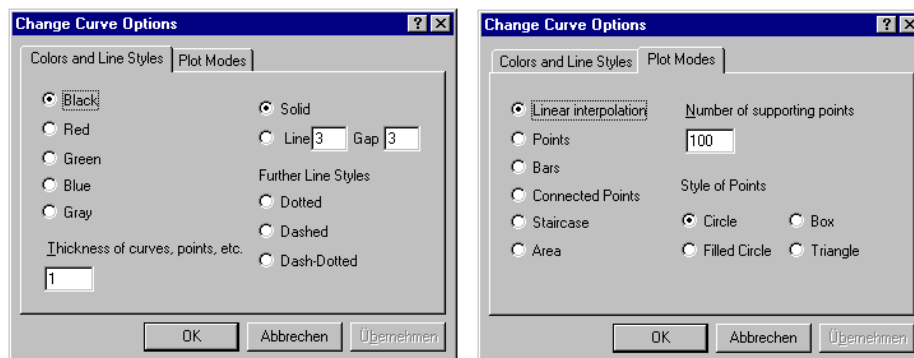 Change Curve Options
Colors and Line Styles Plot Modes
Black
Red
Green
Blue
Gray
Thickness of curves, points, etc.
1
Solid
Line 3 Gap 3
Further Line Styles
Dotted
Dashed
Dash-Dotted
OK Abbrechen Übernehmen
Change Curve Options
Colors and Line Styles Plot Modes
Linear interpolation
Points
Bars
Connected Points
Staircase
Area
Number of supporting points
100
Style of Points
Circle Box
Filled Circle Triangle
OK Abbrechen Übernehmen